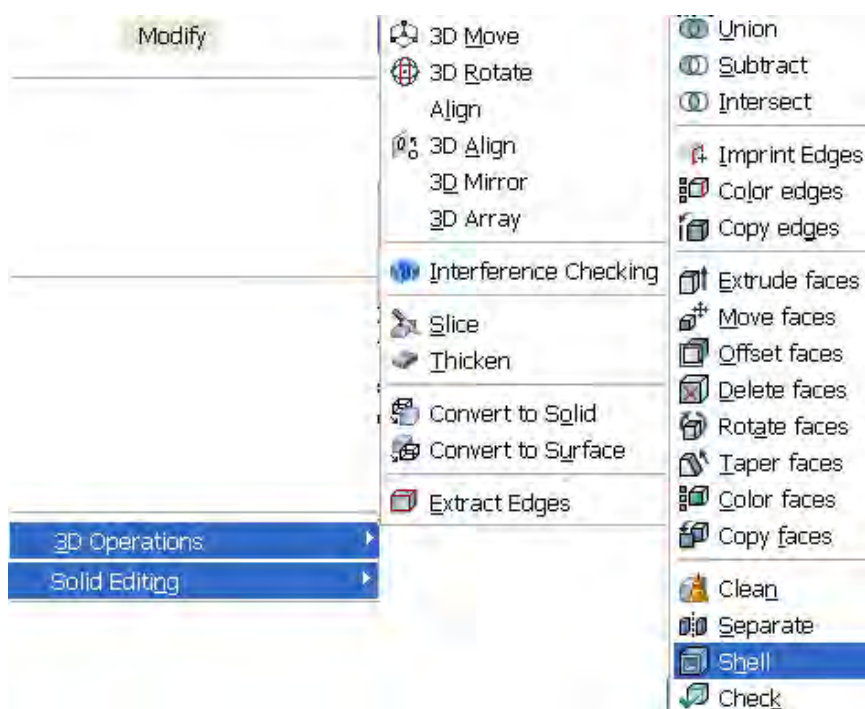 Modify
3D Operations
Solid Editing
3D Move
3D Rotate
Align
3D Align
3D Mirror
3D Array
Interference Checking
Slice
Thicken
Convert to Solid
Convert to Surface
Extract Edges
Union
Subtract
Intersect
Imprint Edges
Color edges
Copy edges
Extrude faces
Move faces
Offset faces
Delete faces
Rotate faces
Taper faces
Color faces
Copy faces
Clean
Separate
Shell
Check